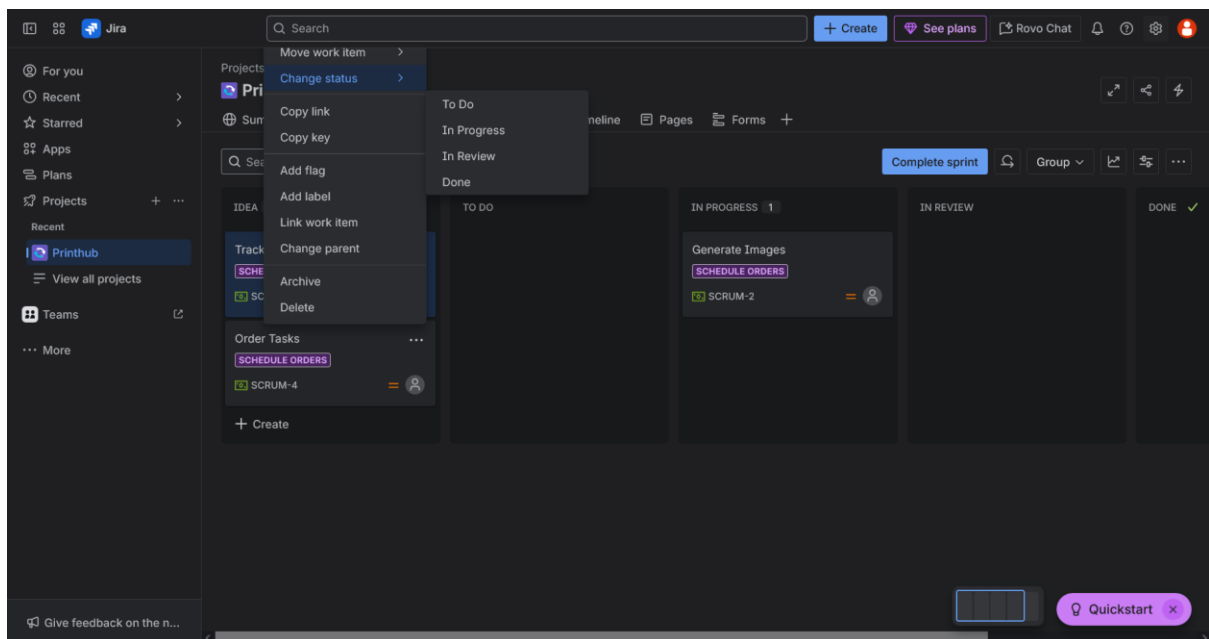 Jira
Search
Create
See plans
Rovo Chat
For you
Recent
Starred
Apps
Plans
Projects
Recent
Printhub
View all projects
Teams
More
Give feedback on the n...
Projects
Move work item
Change status
Copy link
Copy key
Add flag
Add label
Link work item
Change parent
Archive
Delete
To Do
In Progress
In Review
Done
Pri
Sum
meline
Pages
Forms
Sea
Complete sprint
Group
IDEA
Track
SCHE
SC
Order Tasks
SCHEDULE ORDERS
SCRUM-4
Create
TO DO
IN PROGRESS 1
Generate Images
SCHEDULE ORDERS
SCRUM-2
IN REVIEW
DONE
Quickstart